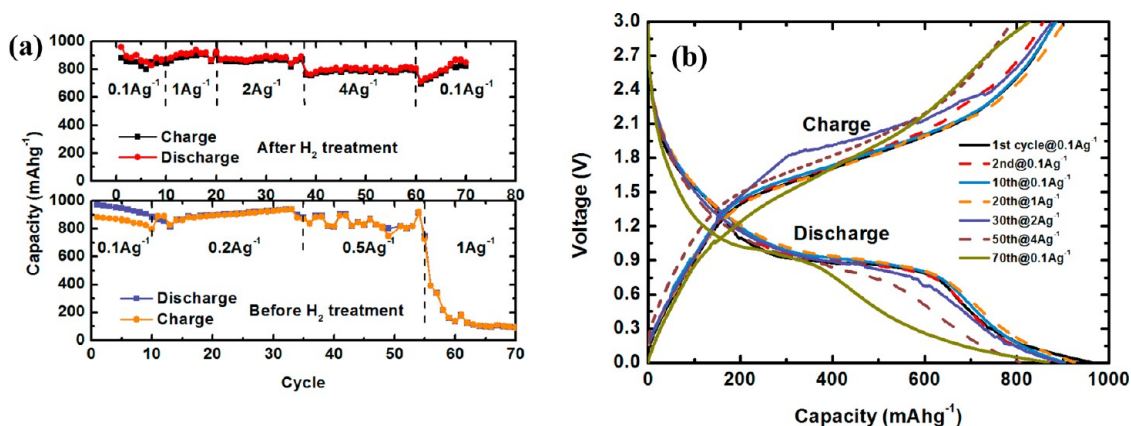 (a)
1000
800
600
400
200
0
0.1Ag-1
1Ag-1
2Ag-1
4Ag-1
0.1Ag-1
Charge
Discharge
After H2 treatment
0 10 20 30 40 50 60 70 80
Capacity (mAhg-1)
1000
800
600
400
200
0
0.1Ag-1
0.2Ag-1
0.5Ag-1
1Ag-1
Discharge
Charge
Before H2 treatment
0 10 20 30 40 50 60 70
Cycle
(b)
3.0
2.7
2.4
2.1
1.8
1.5
1.2
0.9
0.6
0.3
0.0
Voltage (V)
Charge
Discharge
1st cycle@0.1Ag-1
2nd@0.1Ag-1
10th@0.1Ag-1
20th@1Ag-1
30th@2Ag-1
50th@4Ag-1
70th@0.1Ag-1
0 200 400 600 800 1000
Capacity (mAhg-1)